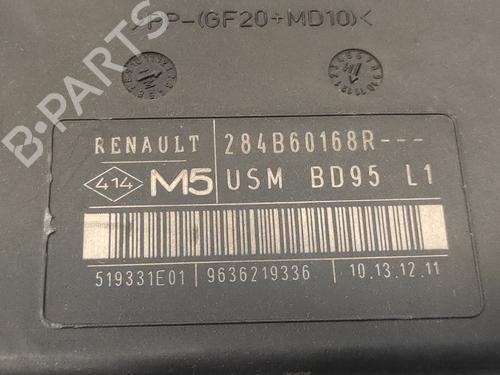 >PP-(GF20+MD10)<
B-PARTS
RENAULT 284B60168R---
414 M5 USM BD95 L1
519331E01 9636219336 10.13.12.11